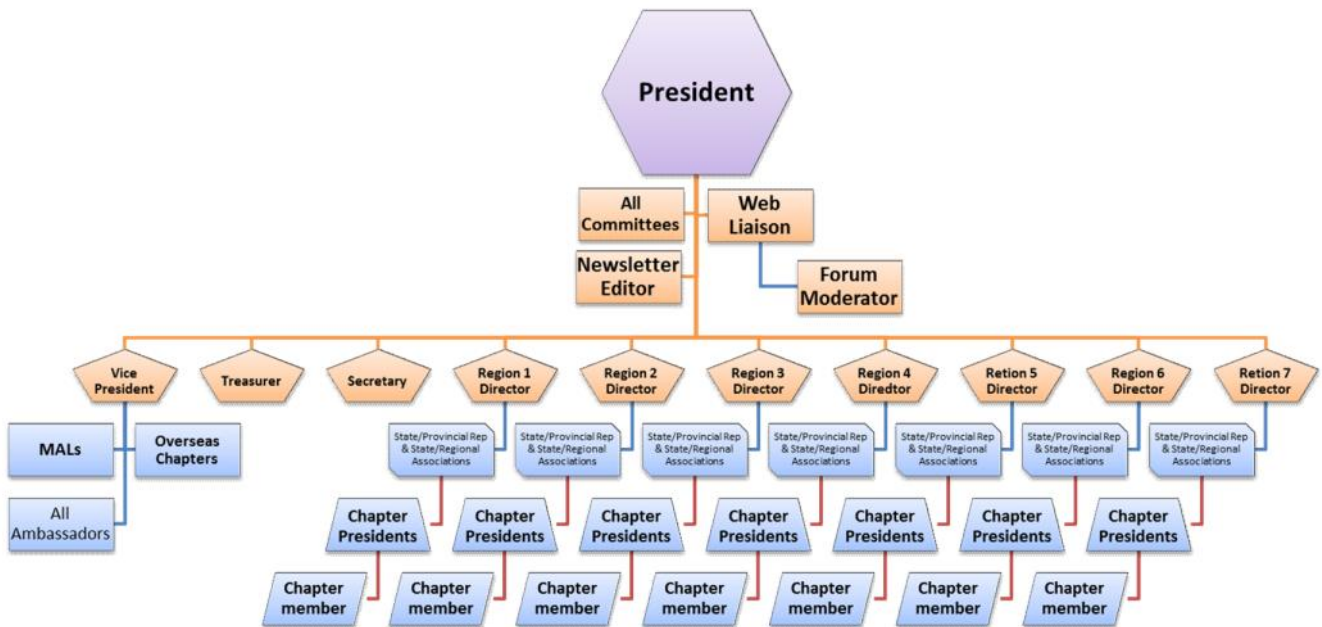 President
All
Committees
Web
Liaison
Newsletter
Editor
Forum
Moderator
Vice
President
Treasurer
Secretary
Region 1
Director
Region 2
Director
Region 3
Director
Region 4
Diredtor
Retion 5
Director
Region 6
Director
Retion 7
Director
MALs
Overseas
Chapters
All
Ambassadors
State/Provincial Rep
& State/Regional
Associations
State/Provincial Rep
& State/Regional
Associations
State/Provincial Rep
& State/Regional
Associations
State/Provincial Rep
& State/Regional
Associations
State/Provincial Rep
& State/Regional
Associations
State/Provincial Rep
& State/Regional
Associations
State/Provincial Rep
& State/Regional
Associations
Chapter
Presidents
Chapter
Presidents
Chapter
Presidents
Chapter
Presidents
Chapter
Presidents
Chapter
Presidents
Chapter
Presidents
Chapter
member
Chapter
member
Chapter
member
Chapter
member
Chapter
member
Chapter
member
Chapter
member